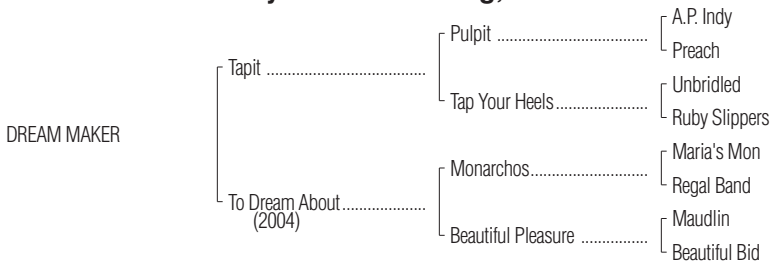 A.P. Indy
Pulpit ..................................
Preach
Tapit ....................................
Unbridled
Tap Your Heels.....................
Ruby Slippers
DREAM MAKER
Maria's Mon
Monarchos...........................
Regal Band
To Dream About...................
(2004)
Maudlin
Beautiful Pleasure ...............
Beautiful Bid